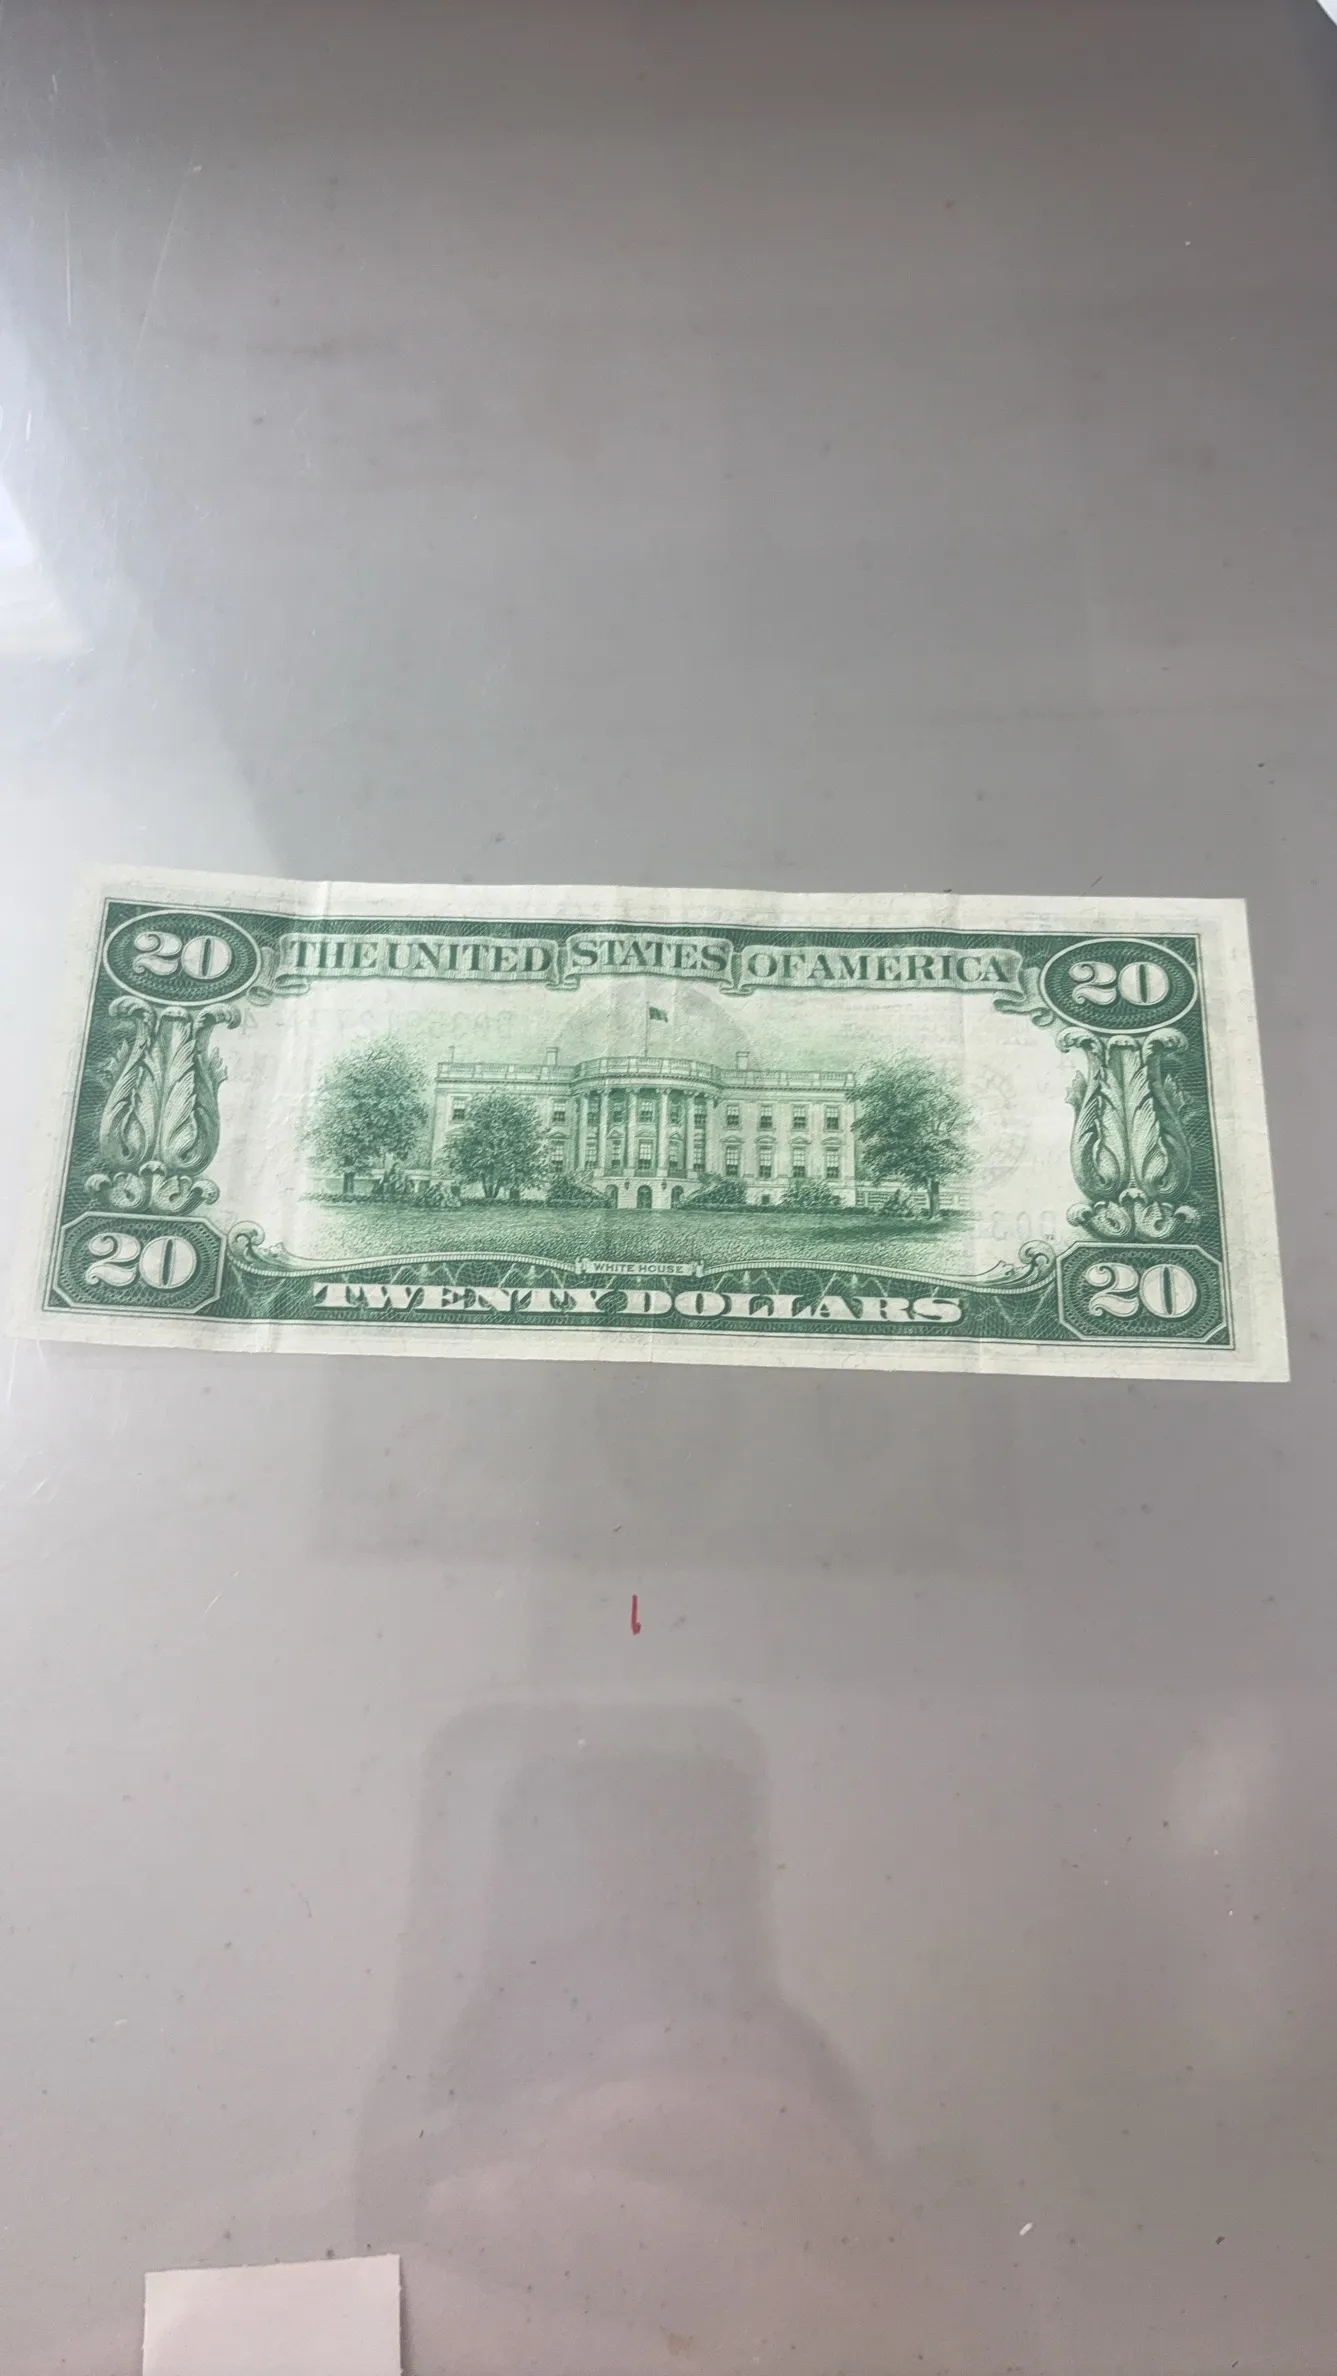 20 THE UNITED STATES OF AMERICA 20
WHITE HOUSE
20 TWENTY DOLLARS 20